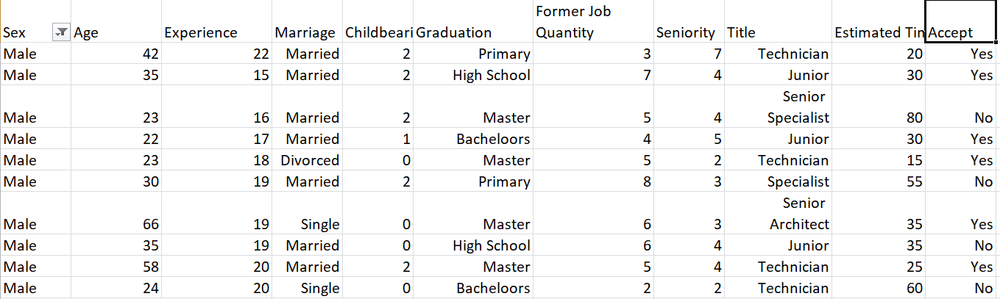 Former Job
Sex Age Experience Marriage Childbeari Graduation Quantity Seniority Title Estimated Tin Accept
Male 42 22 Married 2 Primary 3 7 Technician 20 Yes
Male 35 15 Married 2 High School 7 4 Junior 30 Yes
Senior
Male 23 16 Married 2 Master 5 4 Specialist 80 No
Male 22 17 Married 1 Bacheloors 4 5 Junior 30 Yes
Male 23 18 Divorced 0 Master 5 2 Technician 15 Yes
Male 30 19 Married 2 Primary 8 3 Specialist 55 No
Senior
Male 66 19 Single 0 Master 6 3 Architect 35 Yes
Male 35 19 Married 0 High School 6 4 Junior 35 No
Male 58 20 Married 2 Master 5 4 Technician 25 Yes
Male 24 20 Single 0 Bacheloors 2 2 Technician 60 No